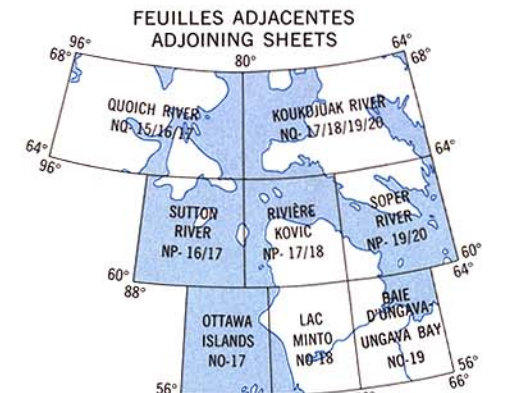 FEUILLES ADJACENTES
ADJOINING SHEETS
96°
68°
80°
64°
68°
QUOICH RIVER
NQ-15/16/17
KOUKDJUAK RIVER
NQ-17/18/19/20
64°
96°
64°
SUTTON
RIVER
NP-16/17
RIVIÈRE
KOVIC
NP-17/18
SOPER
RIVER
NP-19/20
60°
88°
60°
64°
OTTAWA
ISLANDS
NO-17
LAC
MINTO
NO-18
BAIE
D'UNGAVA-
UNGAVA BAY
NO-19
56°
56°
66°